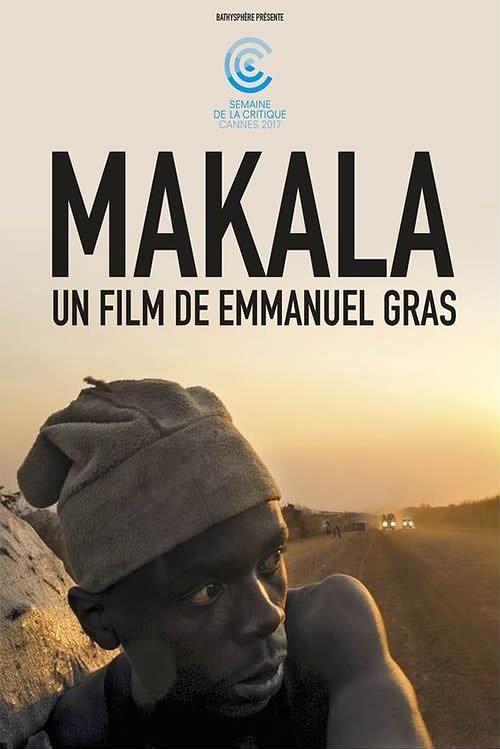 BATHYSPHÈRE PRÉSENTE
SEMAINE
DE LA CRITIQUE
CANNES 2017
MAKALA
UN FILM DE EMMANUEL GRAS